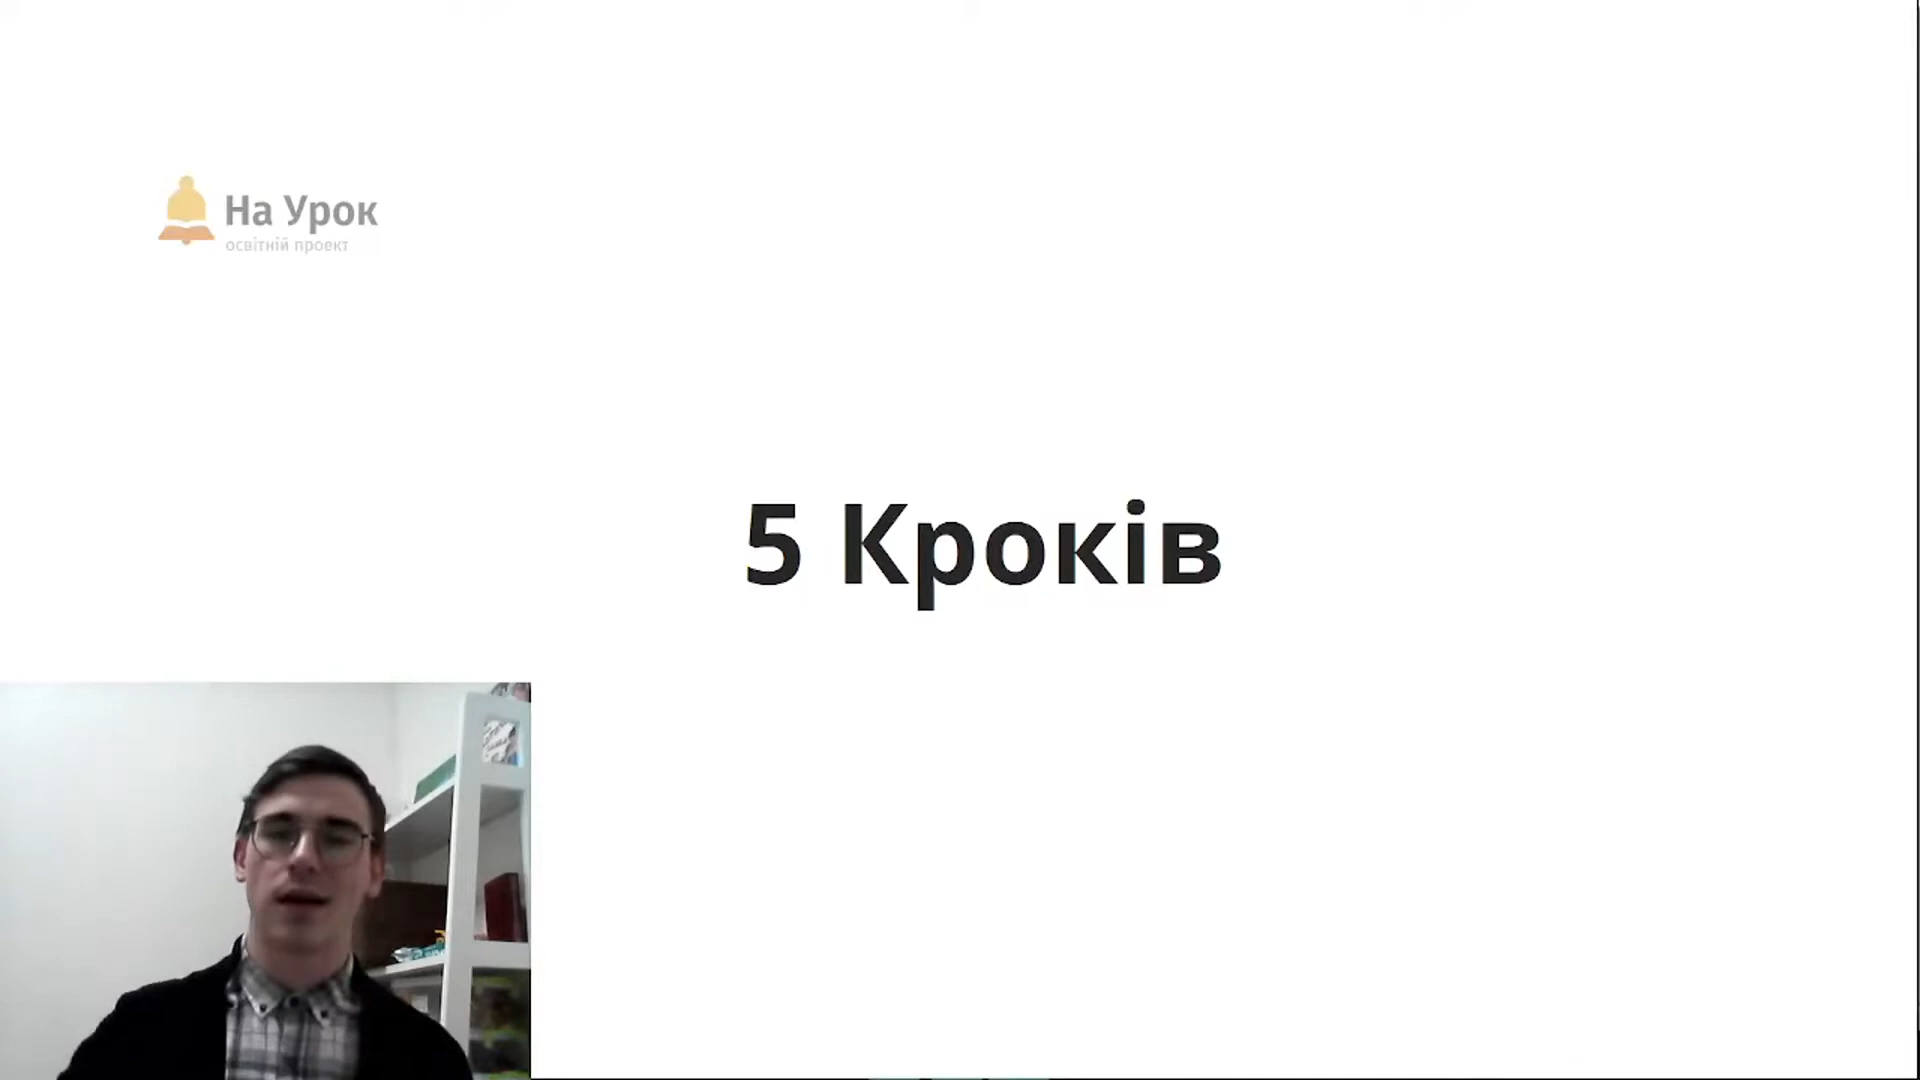 На Урок
освітній проект
5 Кроків